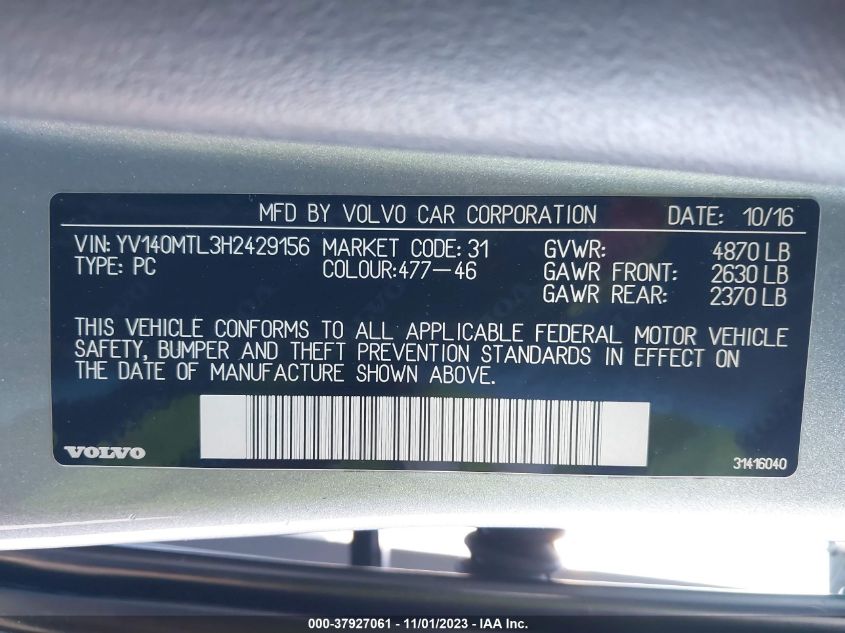 MFD BY VOLVO CAR CORPORATION DATE: 10/16
VIN: YV140MTL3H2429156 MARKET CODE: 31 GVWR: 4870 LB
TYPE: PC COLOUR:477-46 GAWR FRONT: 2630 LB
GAWR REAR: 2370 LB
THIS VEHICLE CONFORMS TO ALL APPLICABLE FEDERAL MOTOR VEHICLE
SAFETY, BUMPER AND THEFT PREVENTION STANDARDS IN EFFECT ON
THE DATE OF MANUFACTURE SHOWN ABOVE.
VOLVO 31416040
000-37927061 - 11/01/2023 - IAA Inc.